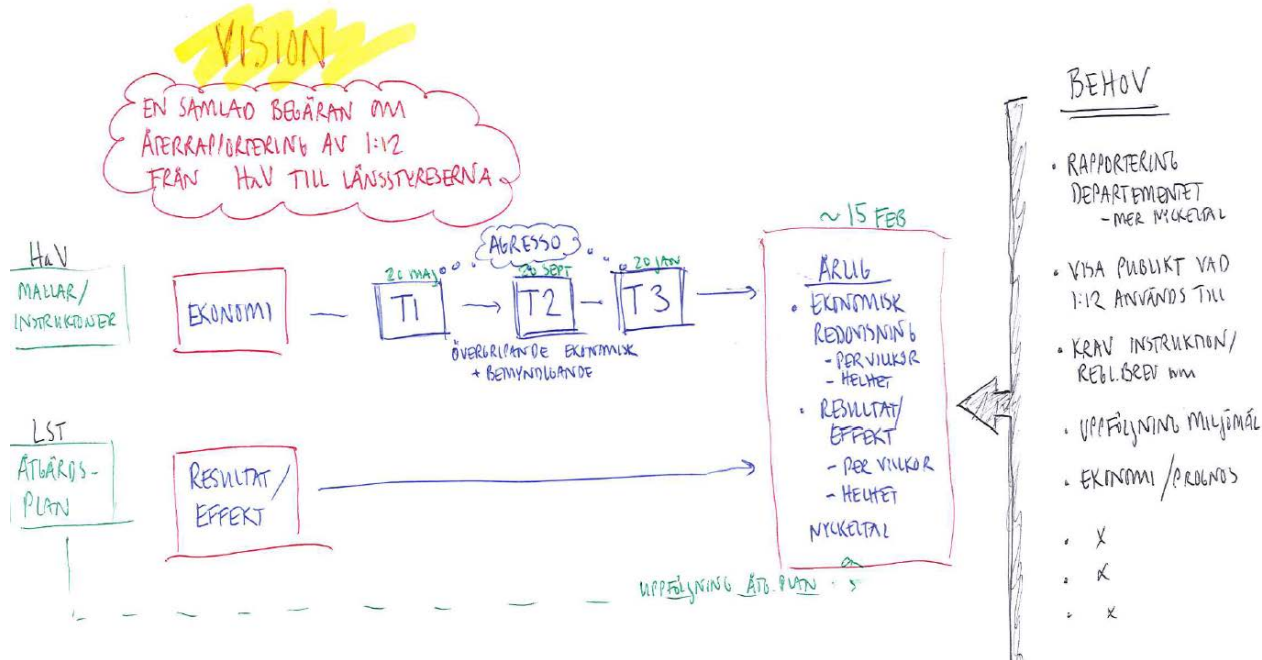 VISION
EN SAMLAD BEGÄRAN OM
ÅTERRAPPORTERING AV 1:12
FRÅN HaV TILL LÄNSSTYRELSERNA
HaV
MALLAR/
INSTRUKTIONER
EKONOMI
AGRESSO
20 MAJ
20 SEPT
20 JAN
T1
T2
T3
ÖVERGRIPANDE EKONOMISK
+ BEMYNDIGANDE
LST
ÅTGÄRDS-
PLAN
RESULTAT/
EFFEKT
~ 15 FEB
ÅRLIG
• EKONOMISK
REDOVISNING
- PER VILLKOR
- HELHET
• RESULTAT/
EFFEKT
- PER VILLKOR
- HELHET
NYCKELTAL
UPPFÖLJNING ÅTG. PLAN
BEHOV
• RAPPORTERING
DEPARTEMENTET
- MER NYCKELTAL
• VISA PUBLIKT VAD
1:12 ANVÄNDS TILL
• KRAV INSTRUKTION/
REGL.BREV mm
• UPPFÖLJNING MILJÖMÅL
• EKONOMI / PROGNOS
• X
• X
• X